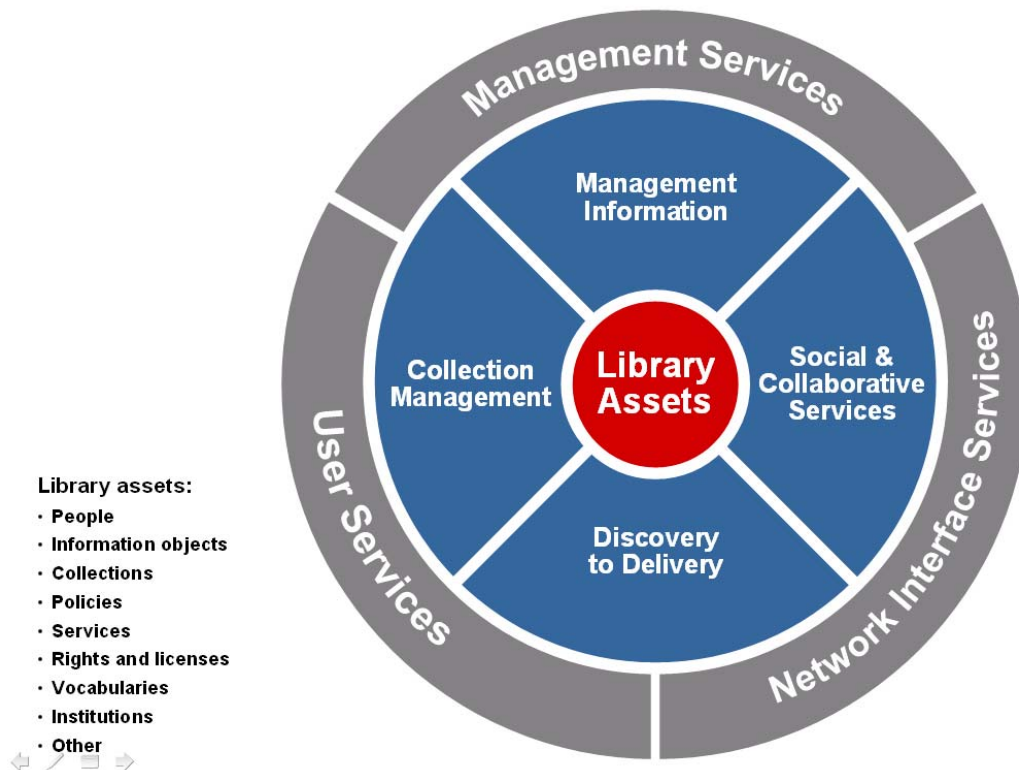 Management Services
Management
Information
Collection
Management
Library
Assets
Social &
Collaborative
Services
Discovery
to Delivery
User Services
Network Interface Services
Library assets:
· People
· Information objects
· Collections
· Policies
· Services
· Rights and licenses
· Vocabularies
· Institutions
· Other